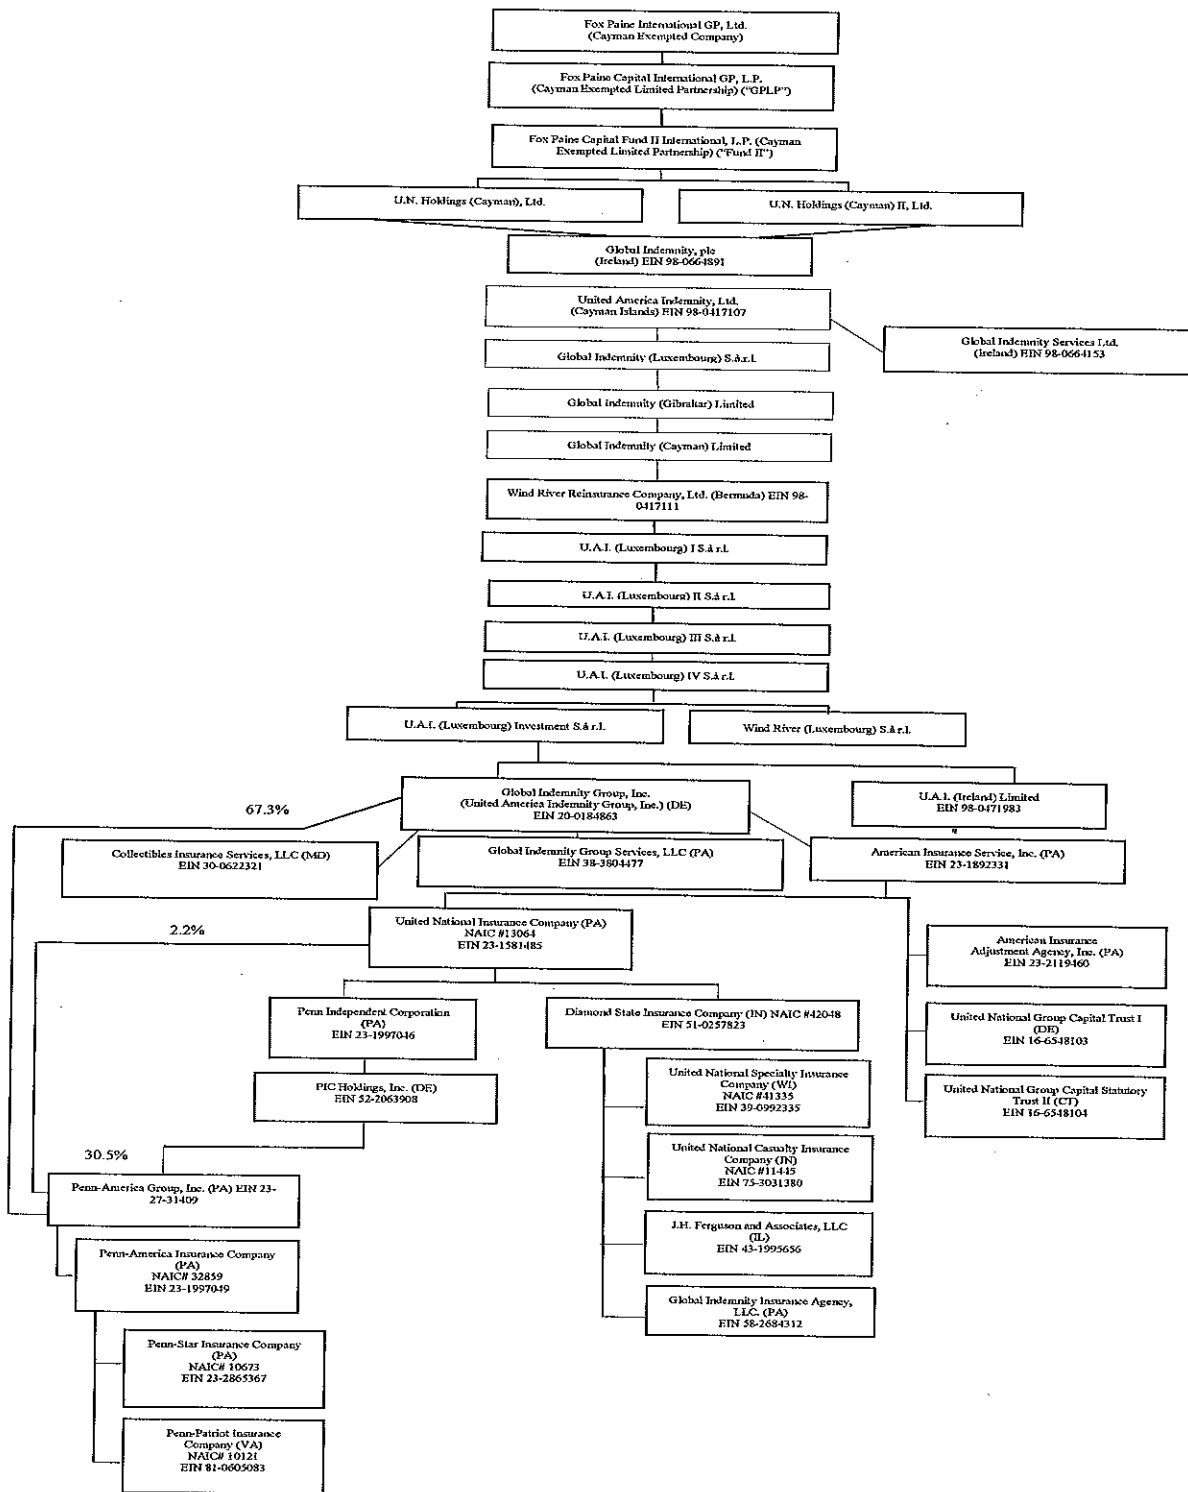 Fox Paine International GP, Ltd.
(Cayman Exempted Company)
Fox Paine Capital International GP, L.P.
(Cayman Exempted Limited Partnership) ("GPLP")
Fox Paine Capital Fund II International, L.P. (Cayman
Exempted Limited Partnership) ("Fund II")
U.N. Holdings (Cayman), Ltd.
U.N. Holdings (Cayman) II, Ltd.
Global Indemnity, plc
(Ireland) EIN 98-0664891
United America Indemnity, Ltd.
(Cayman Islands) EIN 98-0417107
Global Indemnity Services Ltd.
(Ireland) EIN 98-0664153
Global Indemnity (Luxembourg) S.à r.l.
Global Indemnity (Gibraltar) Limited
Global Indemnity (Cayman) Limited
Wind River Reinsurance Company, Ltd. (Bermuda) EIN 98-
0417111
U.A.I. (Luxembourg) I S.à r.l.
U.A.I. (Luxembourg) II S.à r.l.
U.A.I. (Luxembourg) III S.à r.l.
U.A.I. (Luxembourg) IV S.à r.l.
U.A.I. (Luxembourg) Investment S.à r.l.
Wind River (Luxembourg) S.à r.l.
67.3%
Global Indemnity Group, Inc.
(United America Indemnity Group, Inc.) (DE)
EIN 20-0184863
U.A.I. (Ireland) Limited
EIN 98-0471983
Collectibles Insurance Services, LLC (MD)
EIN 30-0622321
Global Indemnity Group Services, LLC (PA)
EIN 38-3804477
American Insurance Service, Inc. (PA)
EIN 23-1892331
2.2%
United National Insurance Company (PA)
NAIC #13064
EIN 23-1581485
American Insurance
Adjustment Agency, Inc. (PA)
EIN 23-2119460
Penn Independent Corporation
(PA)
EIN 23-1997046
Diamond State Insurance Company (IN) NAIC #42048
EIN 51-0257823
United National Group Capital Trust I
(DE)
EIN 16-6548103
PIC Holdings, Inc. (DE)
EIN 52-2063908
United National Specialty Insurance
Company (WI)
NAIC #41335
EIN 39-0992335
United National Group Capital Statutory
Trust II (CT)
EIN 16-6548104
30.5%
Penn-America Group, Inc. (PA) EIN 23-
27-31409
United National Casualty Insurance
Company (IN)
NAIC #11445
EIN 75-3031380
Penn-America Insurance Company
(PA)
NAIC# 32859
EIN 23-1997049
J.H. Ferguson and Associates, LLC
(IL)
EIN 43-1995656
Global Indemnity Insurance Agency,
LLC. (PA)
EIN 58-2684312
Penn-Star Insurance Company
(PA)
NAIC# 10673
EIN 23-2865367
Penn-Patriot Insurance
Company (VA)
NAIC# 10121
EIN 81-0605083